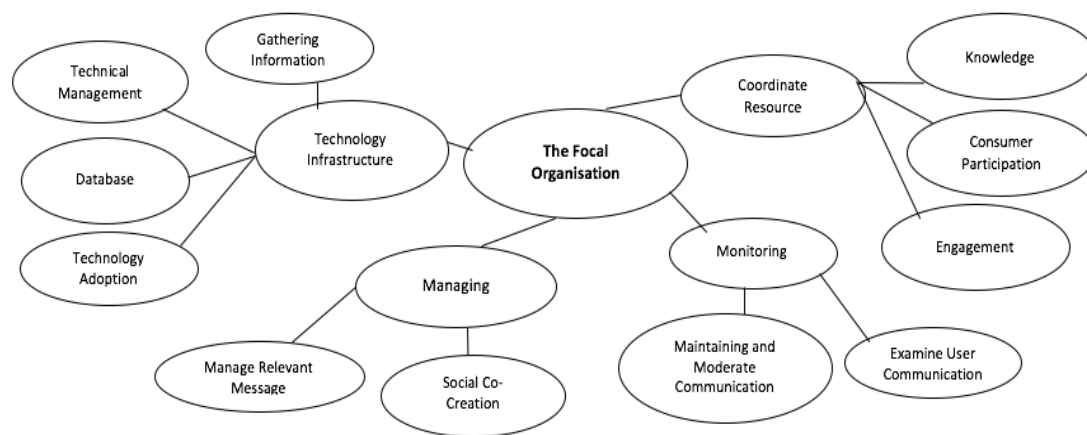 Gathering
Information
Technical
Management
Technology
Infrastructure
Database
Technology
Adoption
The Focal
Organisation
Coordinate
Resource
Knowledge
Consumer
Participation
Engagement
Managing
Manage Relevant
Message
Social Co-
Creation
Monitoring
Maintaining and
Moderate
Communication
Examine User
Communication